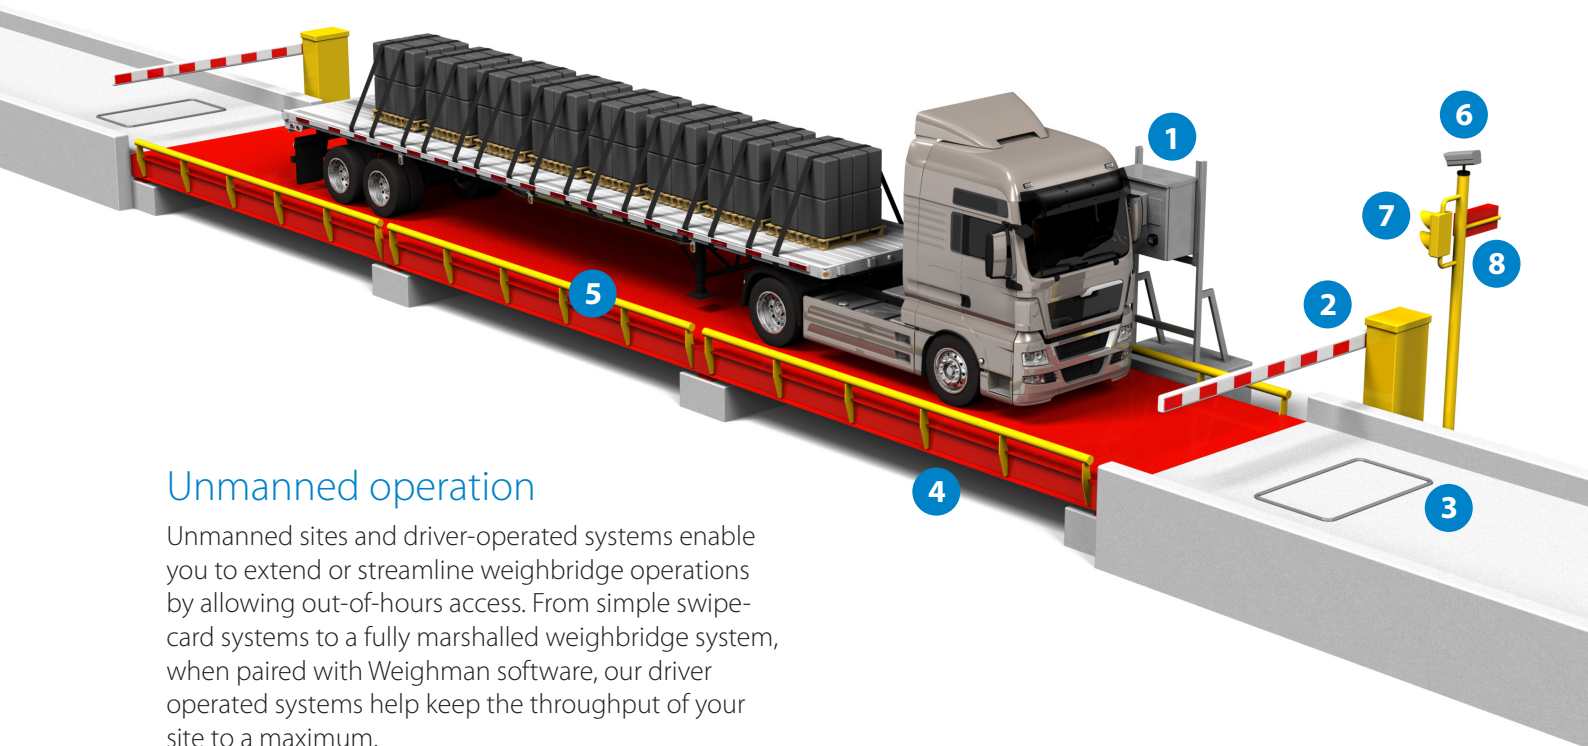 1
6
7
8
2
5
4
3
Unmanned operation
Unmanned sites and driver-operated systems enable
you to extend or streamline weighbridge operations
by allowing out-of-hours access. From simple swipe-
card systems to a fully marshalled weighbridge system,
when paired with Weighman software, our driver
operated systems help keep the throughput of your
site to a maximum.